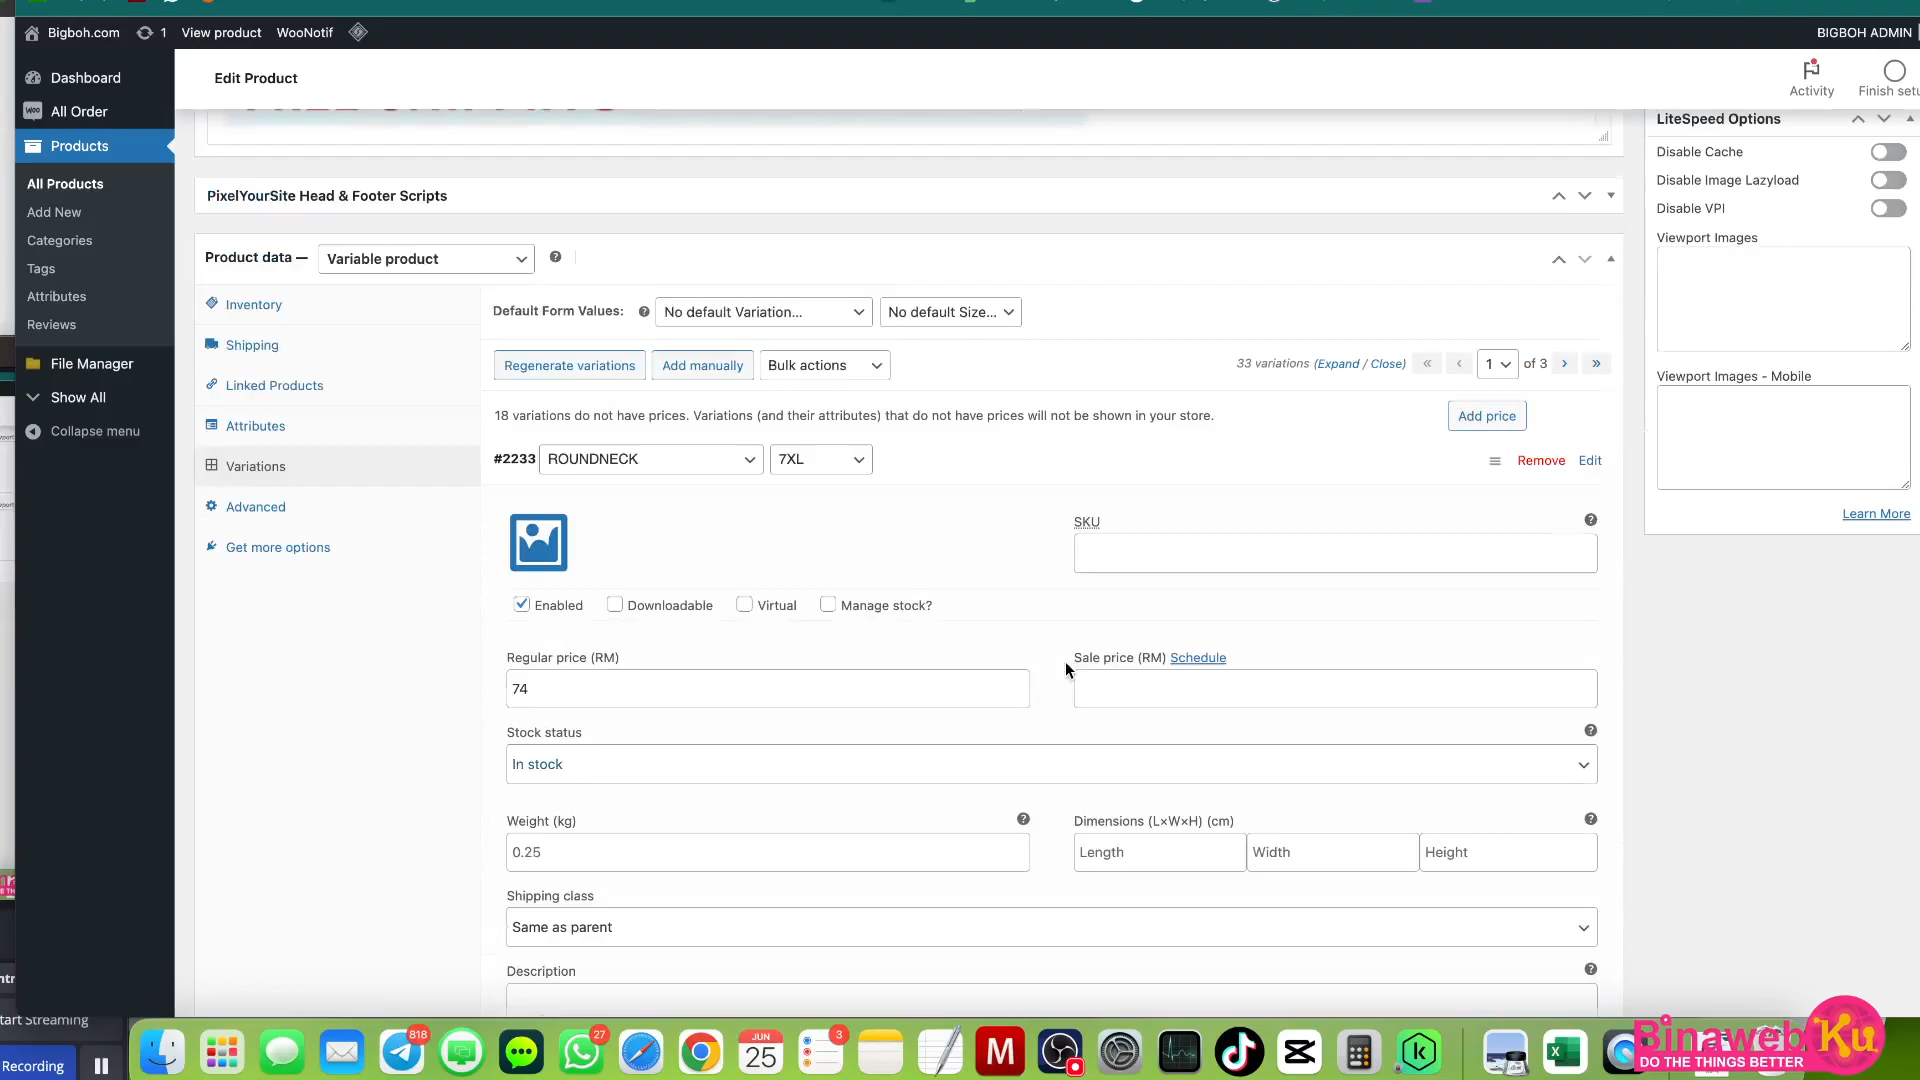 Bigboh.com
1
View product
WooNotif
BIGBOH ADMIN
Dashboard
All Order
Products
All Products
Add New
Categories
Tags
Attributes
Reviews
File Manager
Show All
Collapse menu
Edit Product
Activity
Finish setu
LiteSpeed Options
Disable Cache
Disable Image Lazyload
Disable VPI
Viewport Images
Viewport Images - Mobile
Learn More
PixelYourSite Head & Footer Scripts
Product data —
Variable product
Inventory
Shipping
Linked Products
Attributes
Variations
Advanced
Get more options
Default Form Values:
No default Variation...
No default Size...
Regenerate variations
Add manually
Bulk actions
33 variations (Expand / Close)
« ‹ 1 of 3 › »
18 variations do not have prices. Variations (and their attributes) that do not have prices will not be shown in your store.
Add price
#2233
ROUNDNECK
7XL
Remove
Edit
SKU
Enabled
Downloadable
Virtual
Manage stock?
Regular price (RM)
74
Sale price (RM) Schedule
Stock status
In stock
Weight (kg)
0.25
Dimensions (L×W×H) (cm)
Length
Width
Height
Shipping class
Same as parent
Description
tart Streaming
Recording
818
27
JUN
25
3
Binaweb Ku
DO THE THINGS BETTER